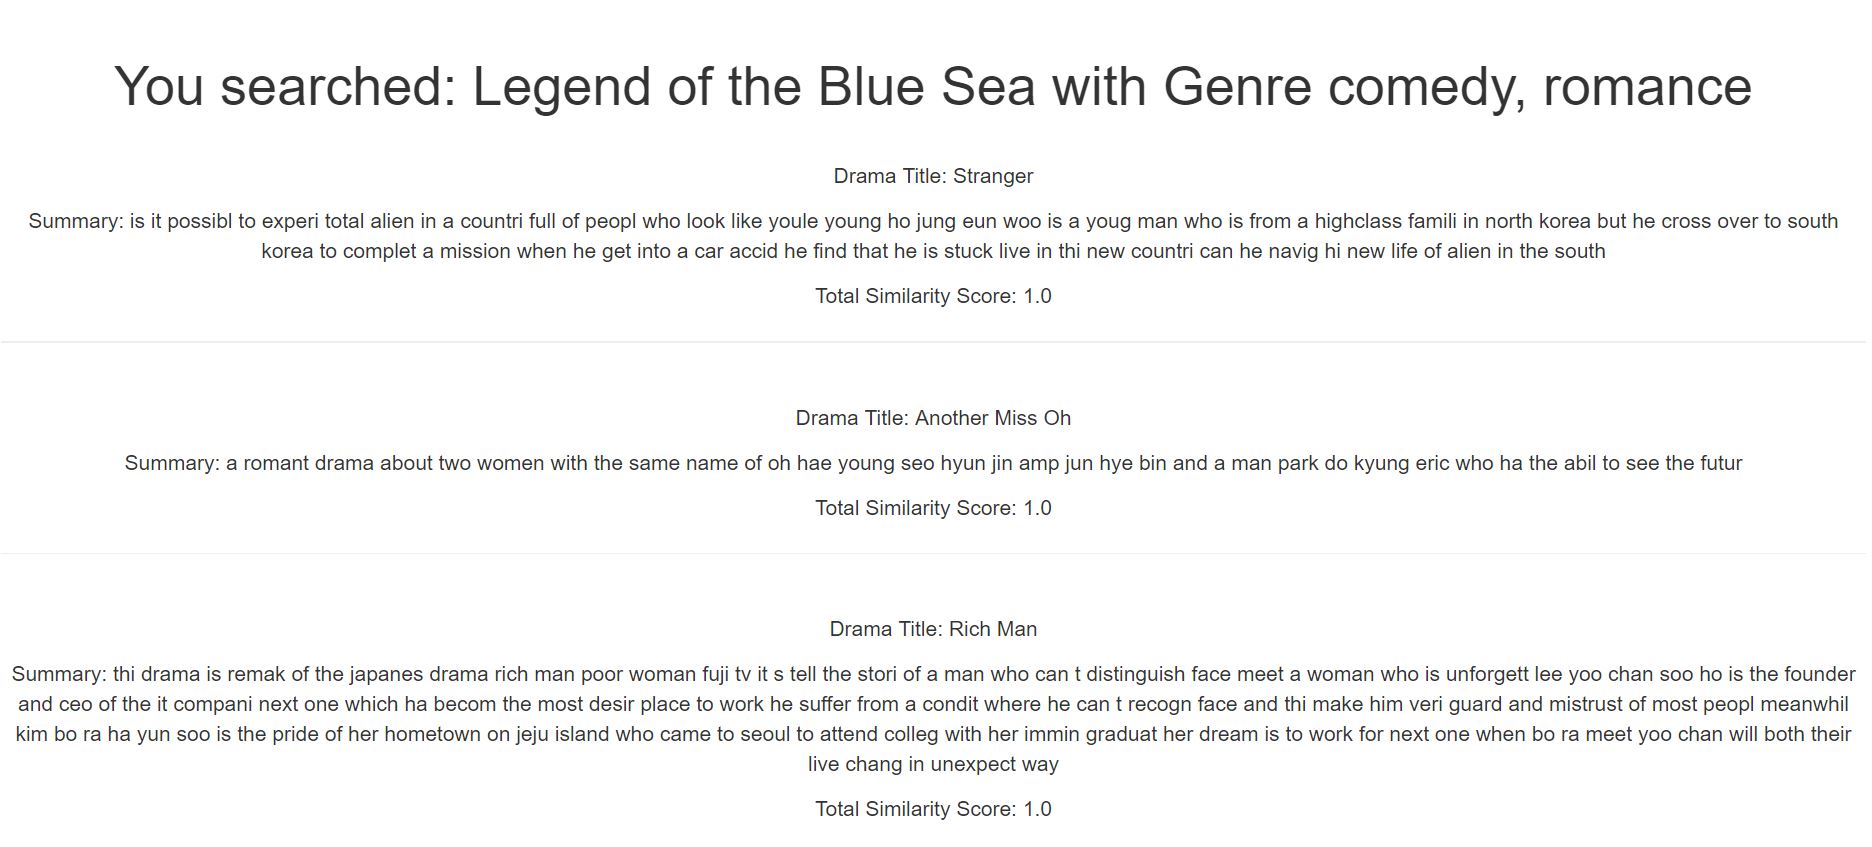 You searched: Legend of the Blue Sea with Genre comedy, romance
Drama Title: Stranger
Summary: is it possibl to experi total alien in a countri full of peopl who look like youle young ho jung eun woo is a youg man who is from a highclass famili in north korea but he cross over to south
korea to complet a mission when he get into a car accid he find that he is stuck live in thi new countri can he navig hi new life of alien in the south
Total Similarity Score: 1.0
Drama Title: Another Miss Oh
Summary: a romant drama about two women with the same name of oh hae young seo hyun jin amp jun hye bin and a man park do kyung eric who ha the abil to see the futur
Total Similarity Score: 1.0
Drama Title: Rich Man
Summary: thi drama is remak of the japanes drama rich man poor woman fuji tv it s tell the stori of a man who can t distinguish face meet a woman who is unforgett lee yoo chan soo ho is the founder
and ceo of the it compani next one which ha becom the most desir place to work he suffer from a condit where he can t recogn face and thi make him veri guard and mistrust of most peopl meanwhil
kim bo ra ha yun soo is the pride of her hometown on jeju island who came to seoul to attend colleg with her immin graduat her dream is to work for next one when bo ra meet yoo chan will both their
live chang in unexpect way
Total Similarity Score: 1.0